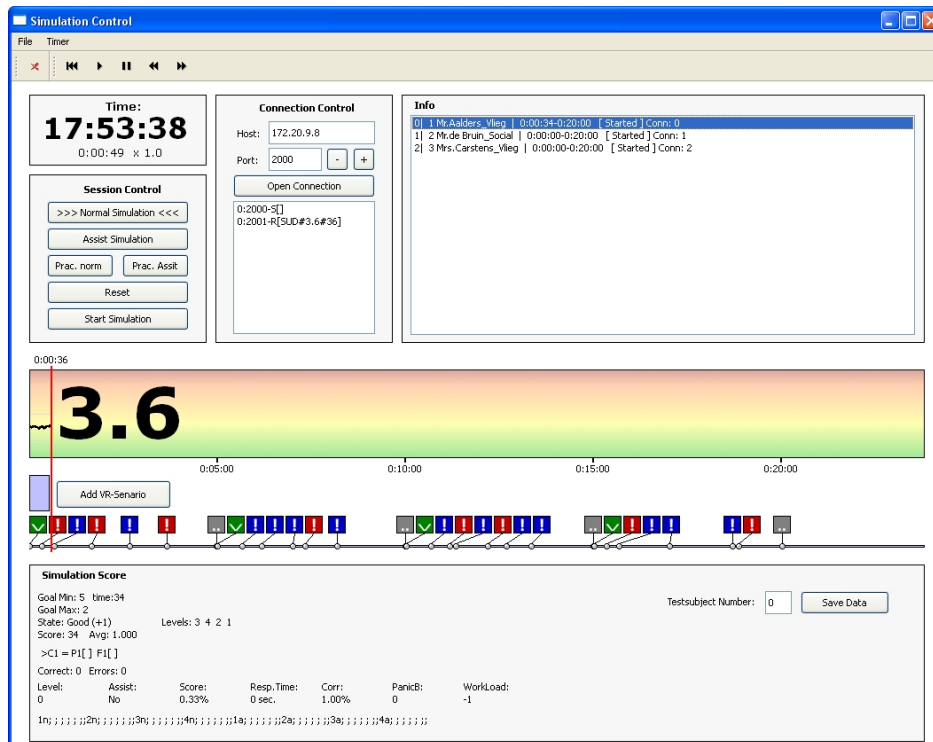 Simulation Control
File Timer
Time:
17:53:38
0:00:49 x 1.0
Session Control
>>> Normal Simulation <<<
Assist Simulation
Prac. norm Prac. Assit
Reset
Start Simulation
Connection Control
Host: 172.20.9.8
Port: 2000 - +
Open Connection
0:2000-S[]
0:2001-R[SUD#3.6#36]
Info
0| 1 Mr.Aalders_Vlieg | 0:00:34-0:20:00 [ Started ] Conn: 0
1| 2 Mr.de Bruin_Social | 0:00:00-0:20:00 [ Started ] Conn: 1
2| 3 Mrs.Carstens_Vlieg | 0:00:00-0:20:00 [ Started ] Conn: 2
0:00:36
3.6
0:05:00 0:10:00 0:15:00 0:20:00
Add VR-Senario
! ! ! ! ! .. ! ! ! ! ! .. ! ! ! ! ! ! .. ! ! ! ! ! ..
Simulation Score
Goal Min: 5 time:34
Goal Max: 2
State: Good (+1) Levels: 3 4 2 1
Score: 34 Avg: 1.000
>C1 = P1[ ] F1[ ]
Correct: 0 Errors: 0
Testsubject Number: 0 Save Data
Level: Assist: Score: Resp.Time: Corr: PanicB: WorkLoad:
0 No 0.33% 0 sec. 1.00% 0 -1
1n; ; ; ; ; ;2n; ; ; ; ; ;3n; ; ; ; ; ;4n; ; ; ; ; ;1a; ; ; ; ; ;2a; ; ; ; ; ;3a; ; ; ; ; ;4a; ; ; ; ; ;